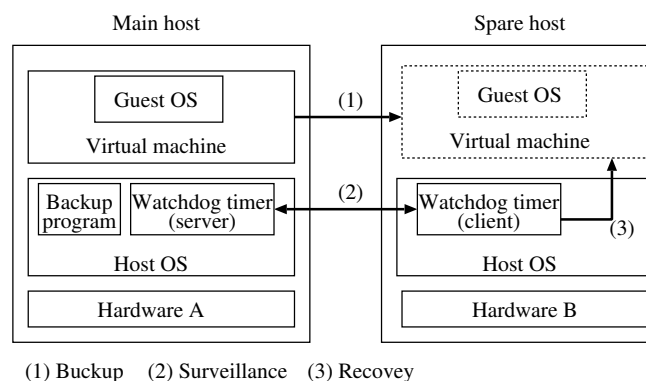 Main host
Spare host
Guest OS
Virtual machine
(1)
Guest OS
Virtual machine
Backup
program
Watchdog timer
(server)
Host OS
(2)
Watchdog timer
(client)
(3)
Host OS
Hardware A
Hardware B
(1) Buckup (2) Surveillance (3) Recovey